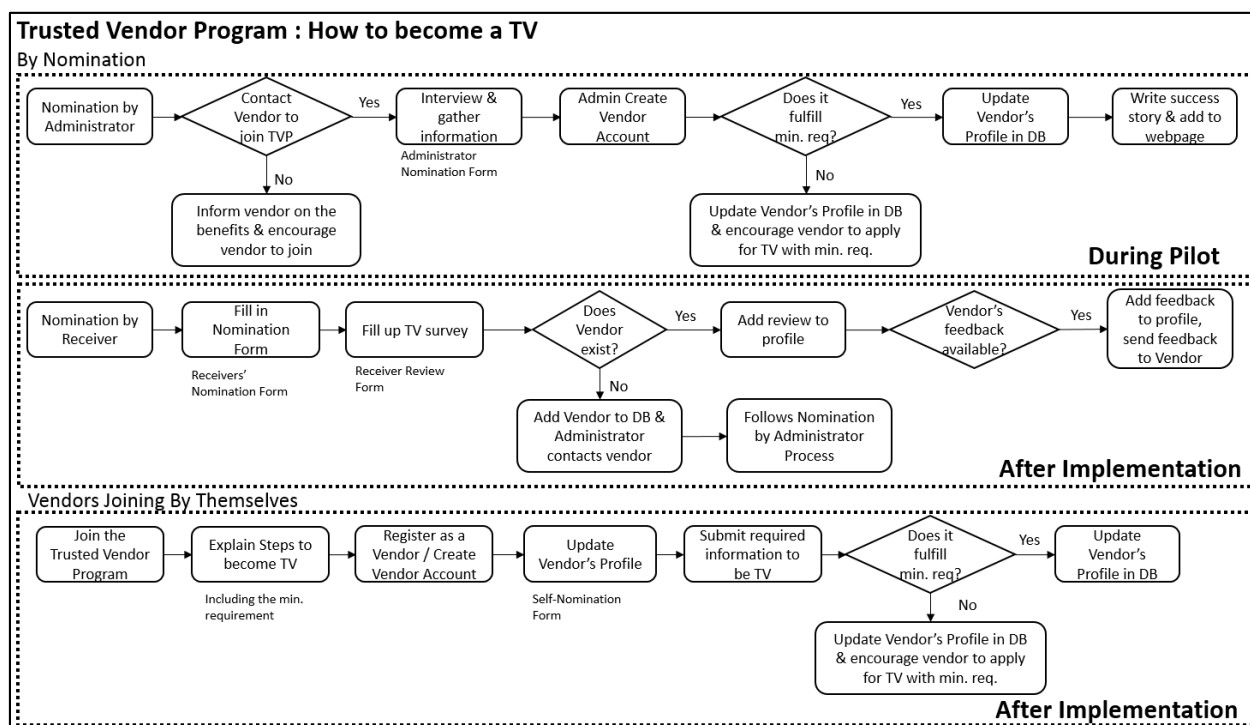 Trusted Vendor Program : How to become a TV
By Nomination
Nomination by
Administrator
Contact
Vendor to
join TVP
Yes
No
Inform vendor on the
benefits & encourage
vendor to join
Interview &
gather
information
Administrator
Nomination Form
Admin Create
Vendor
Account
Does it
fulfill
min. req?
Yes
No
Update Vendor's Profile in DB
& encourage vendor to apply
for TV with min. req.
Update
Vendor's
Profile in DB
Write success
story & add to
webpage
During Pilot
Nomination by
Receiver
Fill in
Nomination
Form
Receivers'
Nomination Form
Fill up TV survey
Receiver Review
Form
Does
Vendor
exist?
Yes
No
Add Vendor to DB &
Administrator
contacts vendor
Follows Nomination
by Administrator
Process
Add review to
profile
Vendor's
feedback
available?
Yes
Add feedback
to profile,
send feedback
to Vendor
After Implementation
Vendors Joining By Themselves
Join the
Trusted Vendor
Program
Explain Steps to
become TV
Including the min.
requirement
Register as a
Vendor / Create
Vendor Account
Update
Vendor's Profile
Self-Nomination
Form
Submit required
information to
be TV
Does it
fulfill
min. req?
Yes
No
Update Vendor's Profile in DB
& encourage vendor to apply
for TV with min. req.
Update
Vendor's
Profile in DB
After Implementation